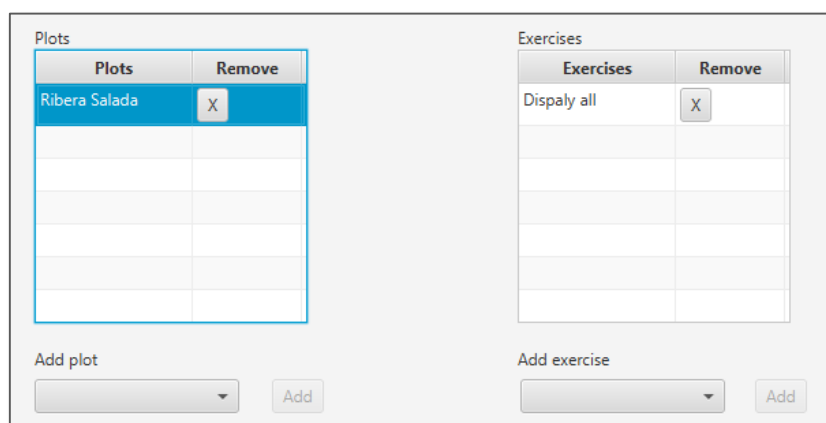 Plots
Plots Remove
Ribera Salada X
Add plot
Add
Exercises
Exercises Remove
Dispaly all X
Add exercise
Add